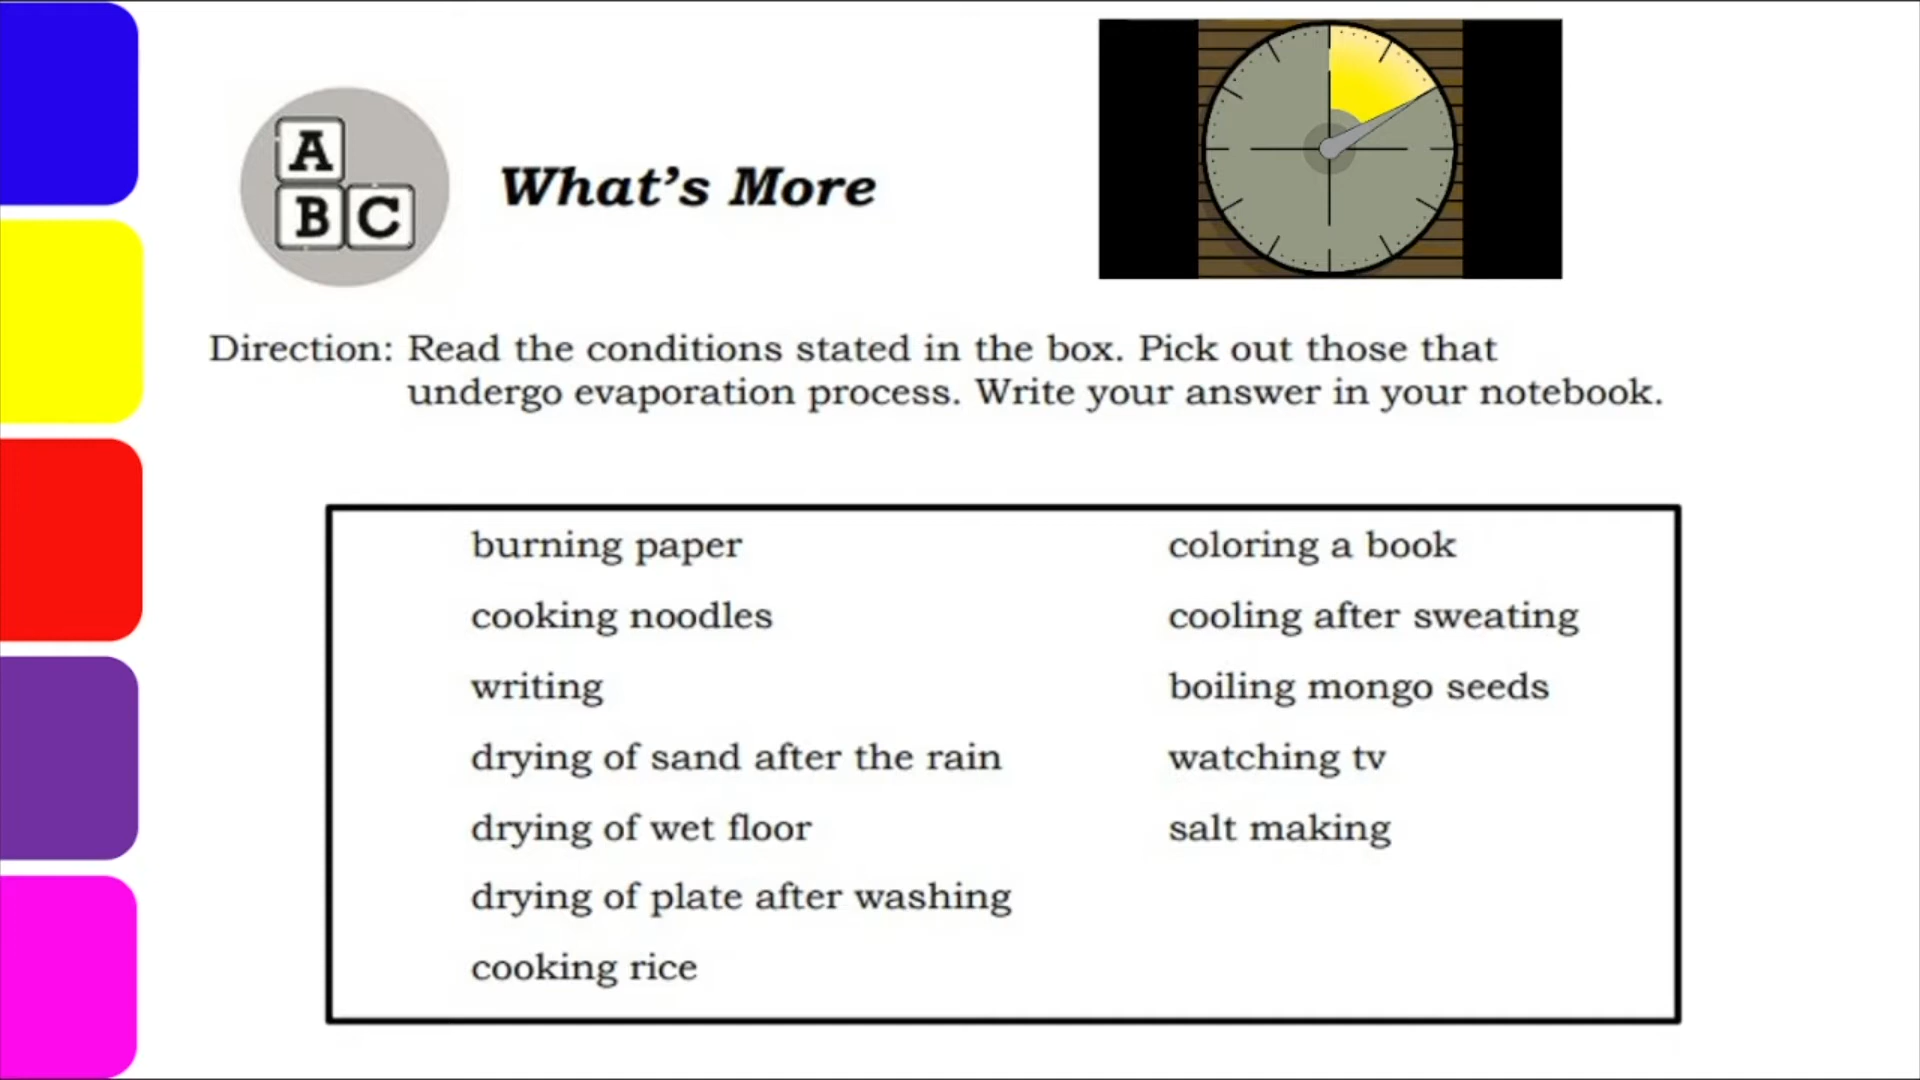 A
B C
What's More
Direction: Read the conditions stated in the box. Pick out those that
undergo evaporation process. Write your answer in your notebook.
burning paper
cooking noodles
writing
drying of sand after the rain
drying of wet floor
drying of plate after washing
cooking rice
coloring a book
cooling after sweating
boiling mongo seeds
watching tv
salt making